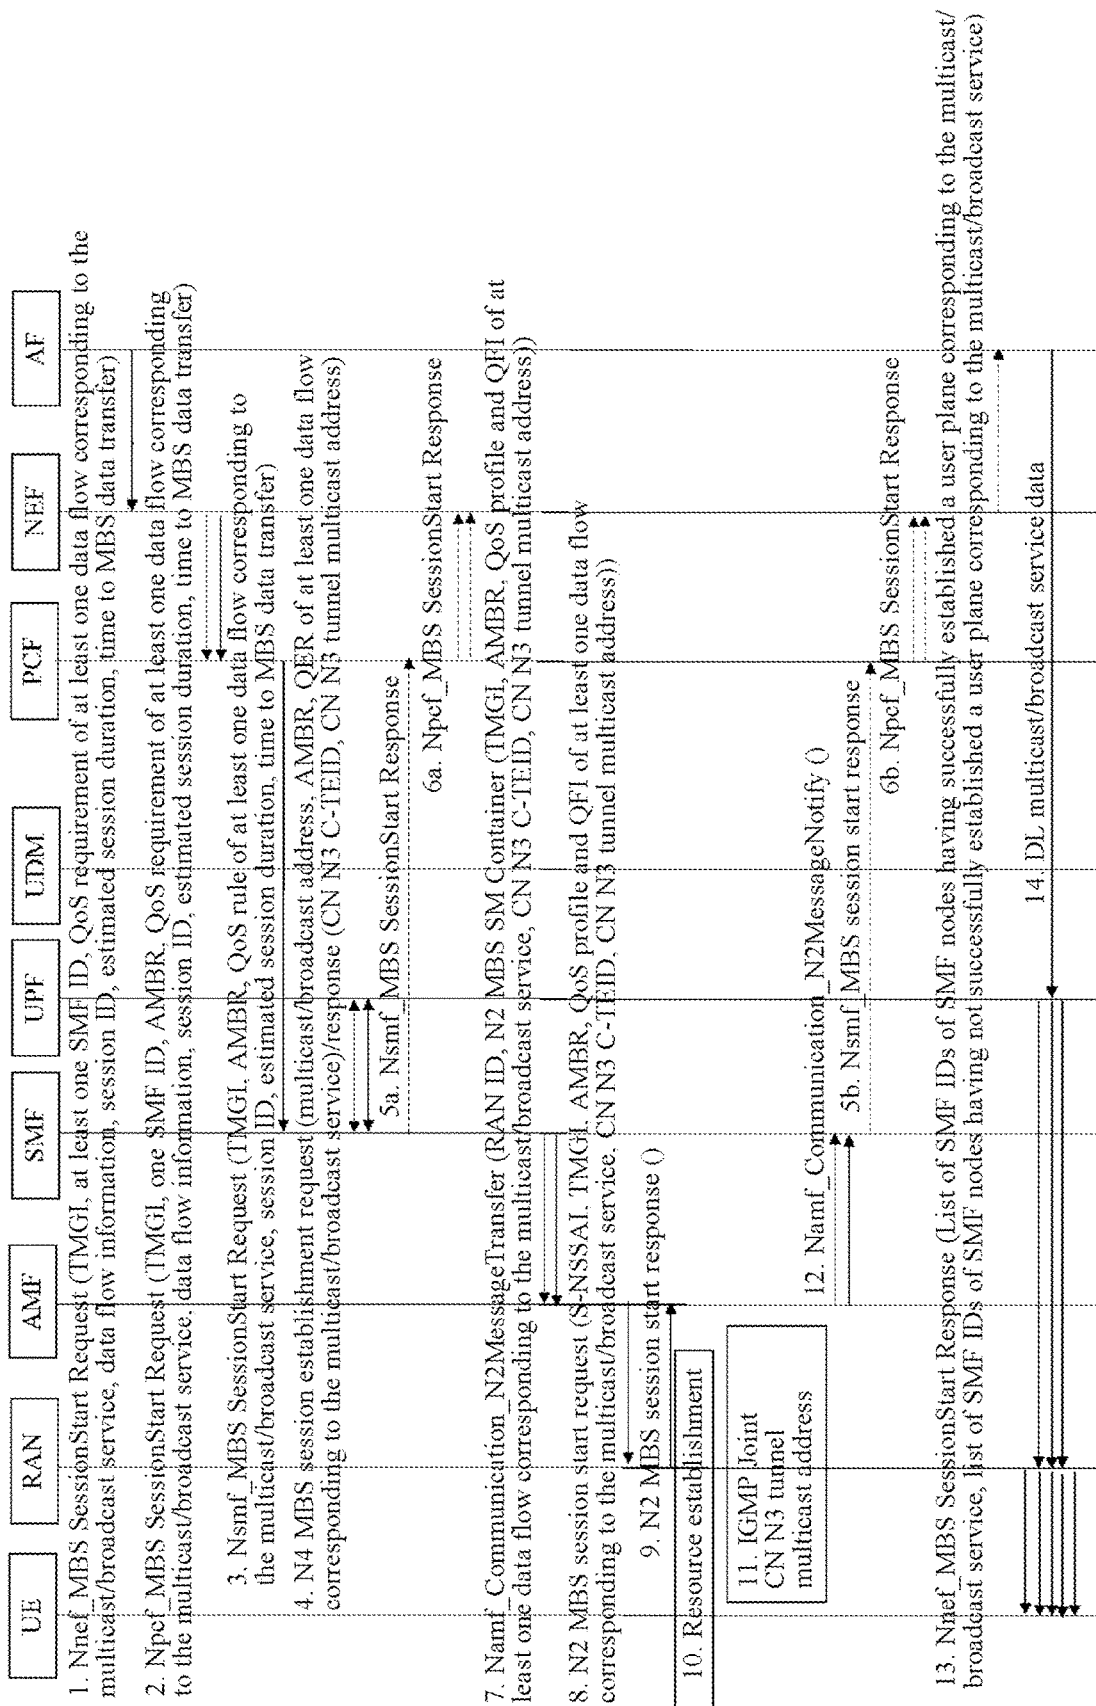 UE
RAN
AMF
SMF
UPF
UDM
PCF
NEF
AF
1. Nnef_MBS SessionStart Request (TMGI, at least one SMF ID, QoS requirement of at least one data flow corresponding to the
multicast/broadcast service, data flow information, session ID, estimated session duration, time to MBS data transfer)
2. Npcf_MBS SessionStart Request (TMGI, one SMF ID, AMBR, QoS requirement of at least one data flow corresponding
to the multicast/broadcast service. data flow information, session ID, estimated session duration, time to MBS data transfer)
3. Nsmf_MBS SessionStart Request (TMGI, AMBR, QoS rule of at least one data flow corresponding to
the multicast/broadcast service, session ID, estimated session duration, time to MBS data transfer)
4. N4 MBS session establishment request (multicast/broadcast address, AMBR, QER of at least one data flow
corresponding to the multicast/broadcast service)/response (CN N3 C-TEID, CN N3 tunnel multicast address)
5a. Nsmf_MBS SessionStart Response
6a. Npcf_MBS SessionStart Response
7. Namf_Communication_N2MessageTransfer (RAN ID, N2 MBS SM Container (TMGI, AMBR, QoS profile and QFI of at
least one data flow corresponding to the multicast/broadcast service, CN N3 C-TEID, CN N3 tunnel multicast address))
8. N2 MBS session start request (S-NSSAI, TMGI, AMBR, QoS profile and QFI of at least one data flow
corresponding to the multicast/broadcast service, CN N3 C-TEID, CN N3 tunnel multicast address))
9. N2 MBS session start response ()
10. Resource establishment
11. IGMP Joint
CN N3 tunnel
multicast address
12. Namf_Communication_N2MessageNotify ()
5b. Nsmf_MBS session start response
6b. Npcf_MBS SessionStart Response
13. Nnef_MBS SessionStart Response (List of SMF IDs of SMF nodes having successfully established a user plane corresponding to the multicast/
broadcast service, list of SMF IDs of SMF nodes having not successfully established a user plane corresponding to the multicast/broadcast service)
14. DL multicast/broadcast service data